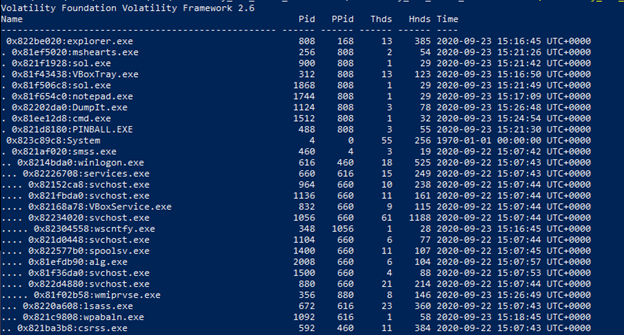 Volatility Foundation Volatility Framework 2.6
Name Pid PPid Thds Hnds Time
-------------------------------------------------- ------ ------ ------ ------ ----
0x822be020:explorer.exe 808 168 13 385 2020-09-23 15:16:45 UTC+0000
. 0x81ef5020:mshearts.exe 256 808 2 54 2020-09-23 15:21:26 UTC+0000
. 0x821f1928:sol.exe 900 808 1 29 2020-09-23 15:21:42 UTC+0000
. 0x81f43438:VBoxTray.exe 312 808 13 123 2020-09-23 15:16:50 UTC+0000
. 0x81f506c8:sol.exe 1868 808 1 29 2020-09-23 15:21:49 UTC+0000
. 0x81f654c0:notepad.exe 1744 808 1 29 2020-09-23 15:17:09 UTC+0000
. 0x82202da0:DumpIt.exe 1124 808 3 78 2020-09-23 15:26:48 UTC+0000
. 0x81ee12d8:cmd.exe 1512 808 1 32 2020-09-23 15:24:54 UTC+0000
. 0x821d8180:PINBALL.EXE 488 808 3 55 2020-09-23 15:21:30 UTC+0000
0x823c89c8:System 4 0 55 256 1970-01-01 00:00:00 UTC+0000
. 0x821af020:smss.exe 460 4 3 19 2020-09-22 15:07:42 UTC+0000
.. 0x8214bda0:winlogon.exe 616 460 18 525 2020-09-22 15:07:43 UTC+0000
... 0x82226708:services.exe 660 616 15 249 2020-09-22 15:07:43 UTC+0000
.... 0x82152ca8:svchost.exe 964 660 10 238 2020-09-22 15:07:44 UTC+0000
.... 0x821fbda0:svchost.exe 1136 660 11 161 2020-09-22 15:07:44 UTC+0000
.... 0x82168a78:VBoxService.exe 832 660 9 115 2020-09-22 15:07:44 UTC+0000
.... 0x82234020:svchost.exe 1056 660 61 1188 2020-09-22 15:07:44 UTC+0000
..... 0x82304558:wscntfy.exe 348 1056 1 28 2020-09-23 15:16:45 UTC+0000
.... 0x821d0448:svchost.exe 1104 660 6 77 2020-09-22 15:07:44 UTC+0000
.... 0x822577b0:spoolsv.exe 1400 660 11 107 2020-09-22 15:07:45 UTC+0000
.... 0x81efdb90:alg.exe 2008 660 6 104 2020-09-22 15:07:57 UTC+0000
.... 0x81f36da0:svchost.exe 1500 660 4 88 2020-09-22 15:07:53 UTC+0000
.... 0x822d4880:svchost.exe 880 660 21 214 2020-09-22 15:07:44 UTC+0000
..... 0x81f02b58:wmiprvse.exe 356 880 8 146 2020-09-23 15:26:49 UTC+0000
... 0x8220a608:lsass.exe 672 616 23 360 2020-09-22 15:07:43 UTC+0000
... 0x821c9808:wpabaln.exe 1092 616 1 58 2020-09-23 15:18:45 UTC+0000
.. 0x821ba3b8:csrss.exe 592 460 11 384 2020-09-22 15:07:43 UTC+0000